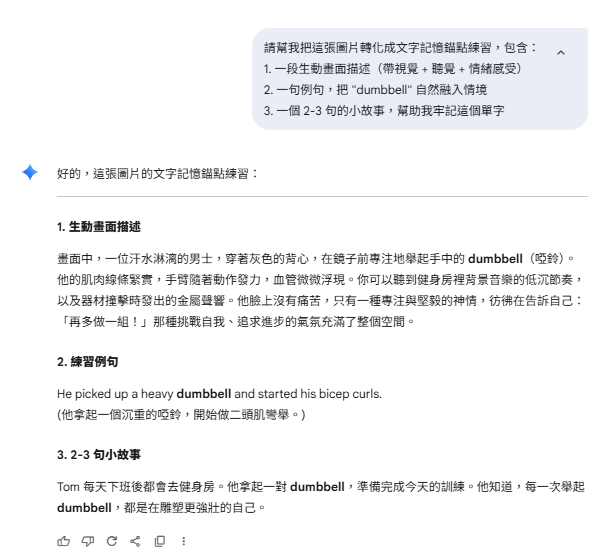 請幫我把這張圖片轉化成文字記憶錨點練習，包含：
1. 一段生動畫面描述（帶視覺 + 聽覺 + 情緒感受）
2. 一句例句，把 "dumbbell" 自然融入情境
3. 一個 2-3 句的小故事，幫助我牢記這個單字
好的，這張圖片的文字記憶錨點練習：
1. 生動畫面描述
畫面中，一位汗水淋漓的男士，穿著灰色的背心，在鏡子前專注地舉起手中的 dumbbell（啞鈴）。
他的肌肉線條緊實，手臂隨著動作發力，血管微微浮現。你可以聽到健身房裡背景音樂的低沉節奏，
以及器材撞擊時發出的金屬聲響。他臉上沒有痛苦，只有一種專注與堅毅的神情，彷彿在告訴自己：
「再多做一組！」那種挑戰自我、追求進步的氣氛充滿了整個空間。
2. 練習例句
He picked up a heavy dumbbell and started his bicep curls.
(他拿起一個沉重的啞鈴，開始做二頭肌彎舉。)
3. 2-3 句小故事
Tom 每天下班後都會去健身房。他拿起一對 dumbbell，準備完成今天的訓練。他知道，每一次舉起
dumbbell，都是在雕塑更強壯的自己。